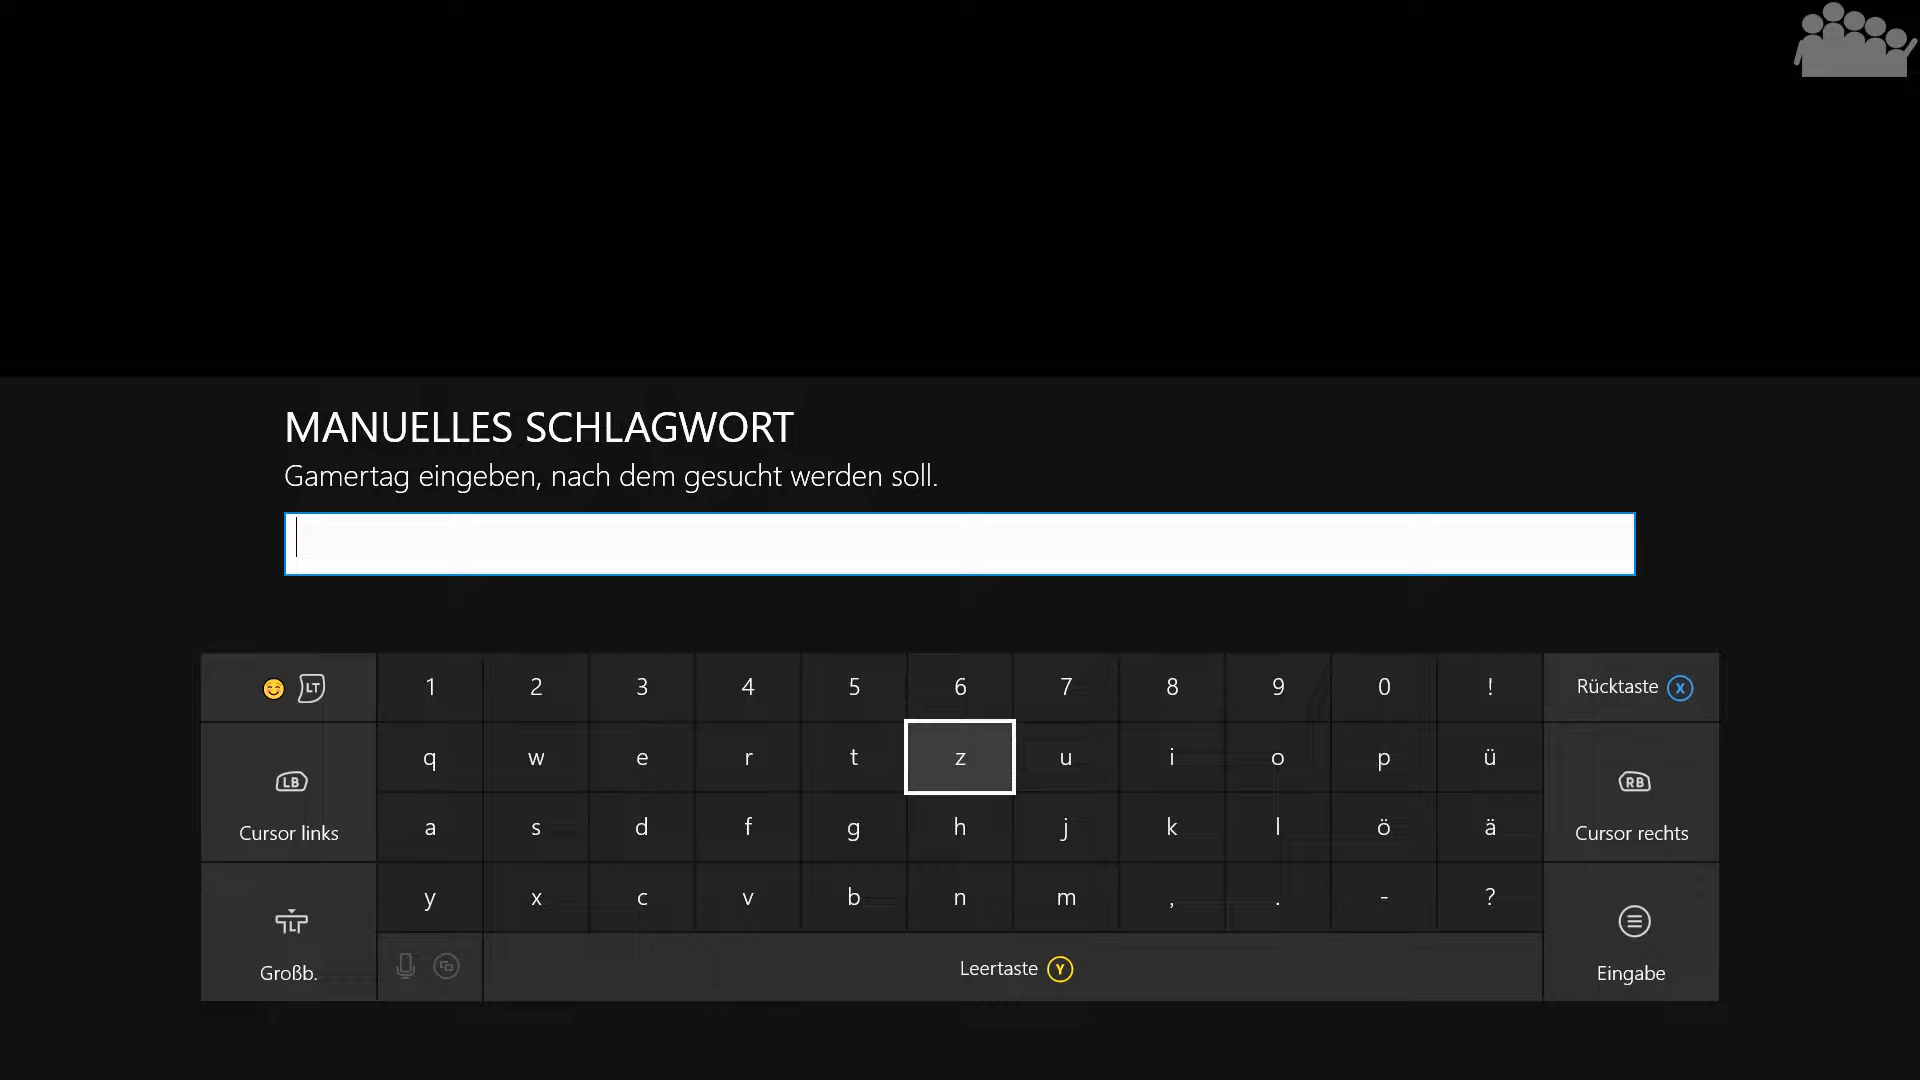 MANUELLES SCHLAGWORT
Gamertag eingeben, nach dem gesucht werden soll.
LT 1 2 3 4 5 6 7 8 9 0 ! Rücktaste X
q w e r t z u i o p ü
LB RB
a s d f g h j k l ö ä
Cursor links Cursor rechts
y x c v b n m , . - ?
L
Großb. Leertaste Y Eingabe